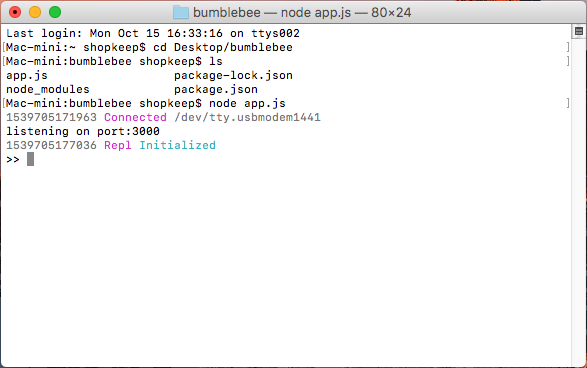 bumblebee — node app.js — 80×24
Last login: Mon Oct 15 16:33:16 on ttys002
[Mac-mini:~ shopkeep$ cd Desktop/bumblebee ]
[Mac-mini:bumblebee shopkeep$ ls ]
app.js package-lock.json
node_modules package.json
[Mac-mini:bumblebee shopkeep$ node app.js ]
1539705171963 Connected /dev/tty.usbmodem1441
listening on port:3000
1539705177036 Repl Initialized
>>